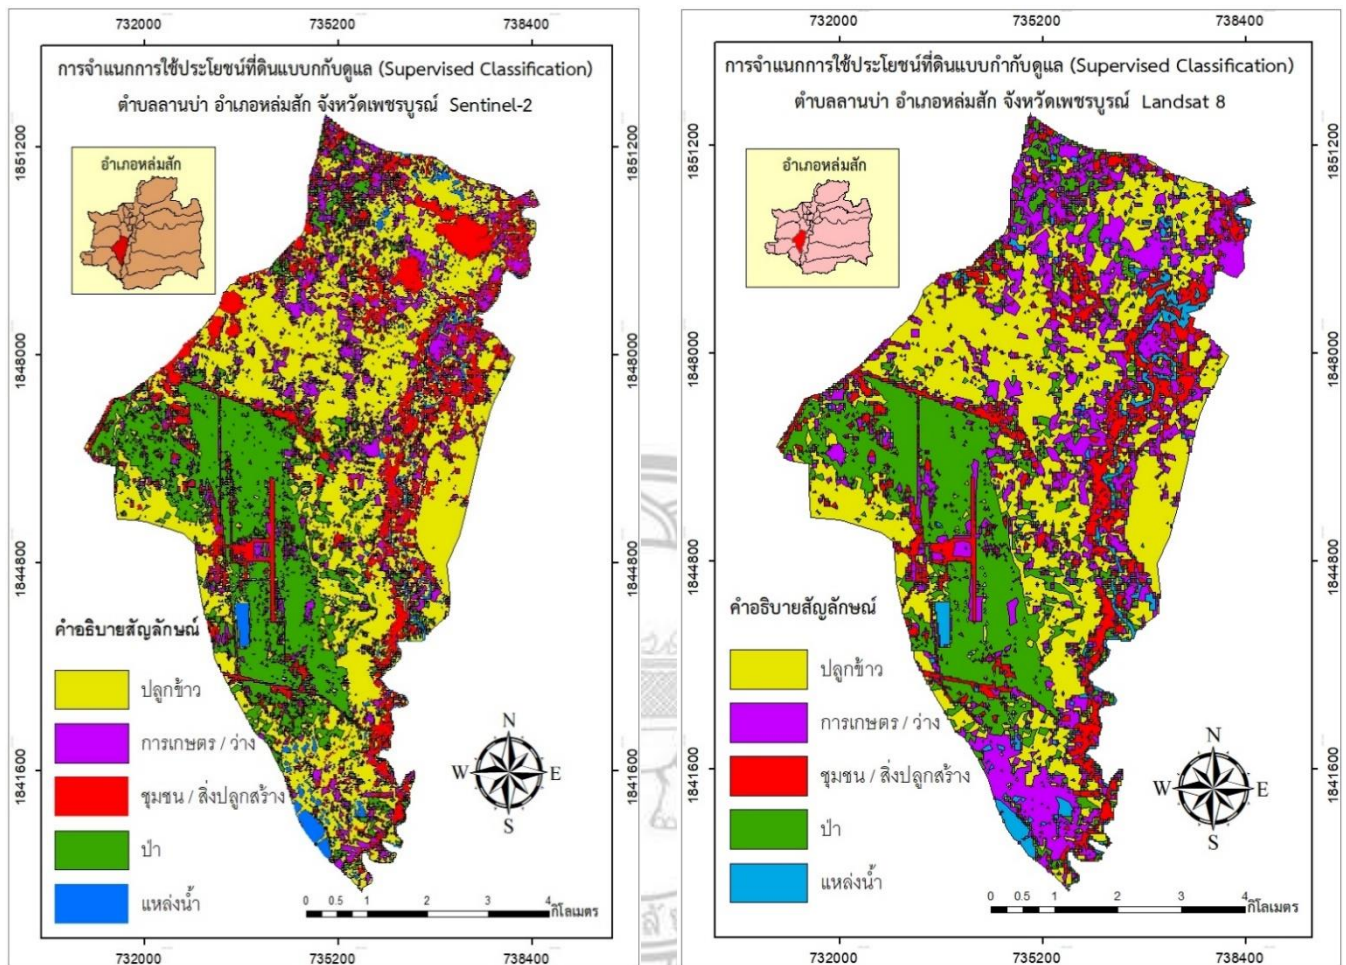 732000 735200 738400
การจำแนกการใช้ประโยชน์ที่ดินแบบกกับดูแล (Supervised Classification)
ตำบลลานบ่า อำเภอหล่มสัก จังหวัดเพชรบูรณ์ Sentinel-2
1851200 1851200
อำเภอหล่มสัก
1848000 1848000
1844800 1844800
คำอธิบายสัญลักษณ์
ปลูกข้าว
การเกษตร / ว่าง
ชุมชน / สิ่งปลูกสร้าง
ป่า
แหล่งน้ำ
N
W E
S
1841600 1841600
0 0.5 1 2 3 4
กิโลเมตร
732000 735200 738400
732000 735200 738400
การจำแนกการใช้ประโยชน์ที่ดินแบบกำกับดูแล (Supervised Classification)
ตำบลลานบ่า อำเภอหล่มสัก จังหวัดเพชรบูรณ์ Landsat 8
1851200 1851200
อำเภอหล่มสัก
1848000 1848000
1844800 1844800
คำอธิบายสัญลักษณ์
ปลูกข้าว
การเกษตร / ว่าง
ชุมชน / สิ่งปลูกสร้าง
ป่า
แหล่งน้ำ
N
W E
S
1841600 1841600
0 0.5 1 2 3 4
กิโลเมตร
732000 735200 738400